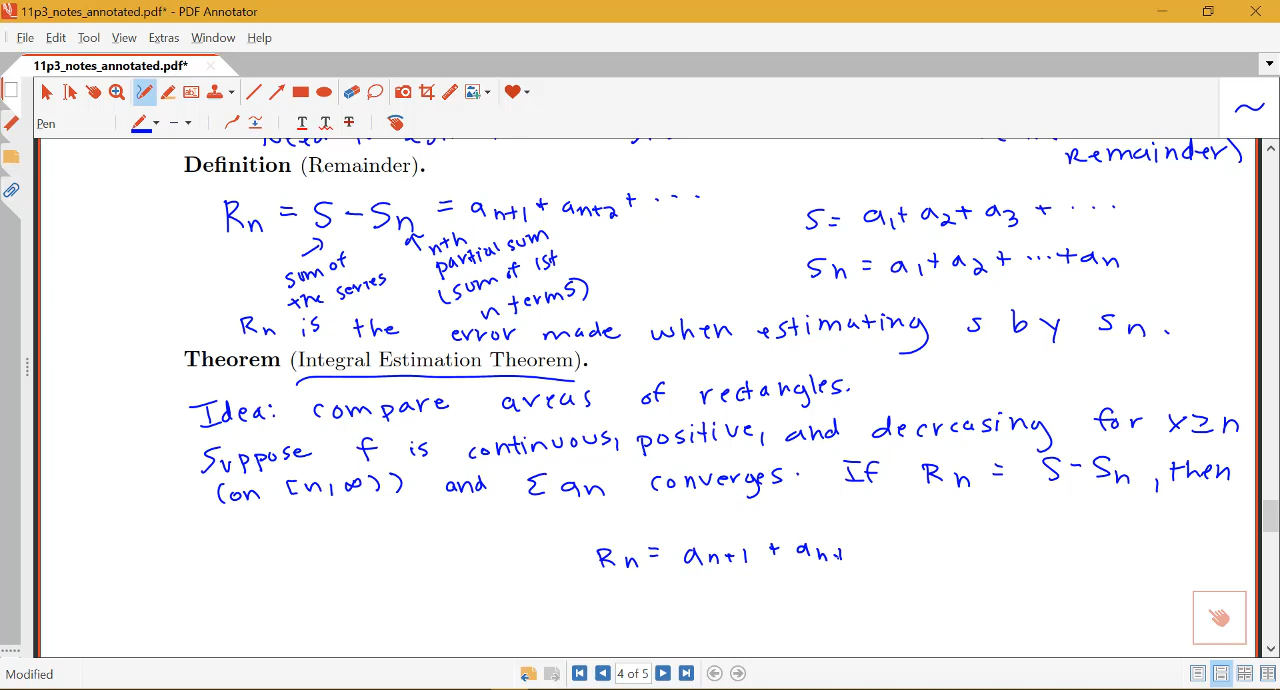 11p3_notes_annotated.pdf* - PDF Annotator
File Edit Tool View Extras Window Help
11p3_notes_annotated.pdf*
Pen
remainder)
Definition (Remainder).
Rn = S - Sn = an+1 + an+2 + ...
S = a1 + a2 + a3 + ...
sum of the series
nth partial sum (sum of 1st n terms)
Sn = a1 + a2 + ... + an
Rn is the error made when estimating s by sn.
Theorem (Integral Estimation Theorem).
Idea: compare areas of rectangles.
Suppose f is continuous, positive, and decreasing for x ≥ n
(on [n, ∞)) and Σ an converges. If Rn = S - Sn, then
Rn = an+1 + an+
Modified
4 of 5